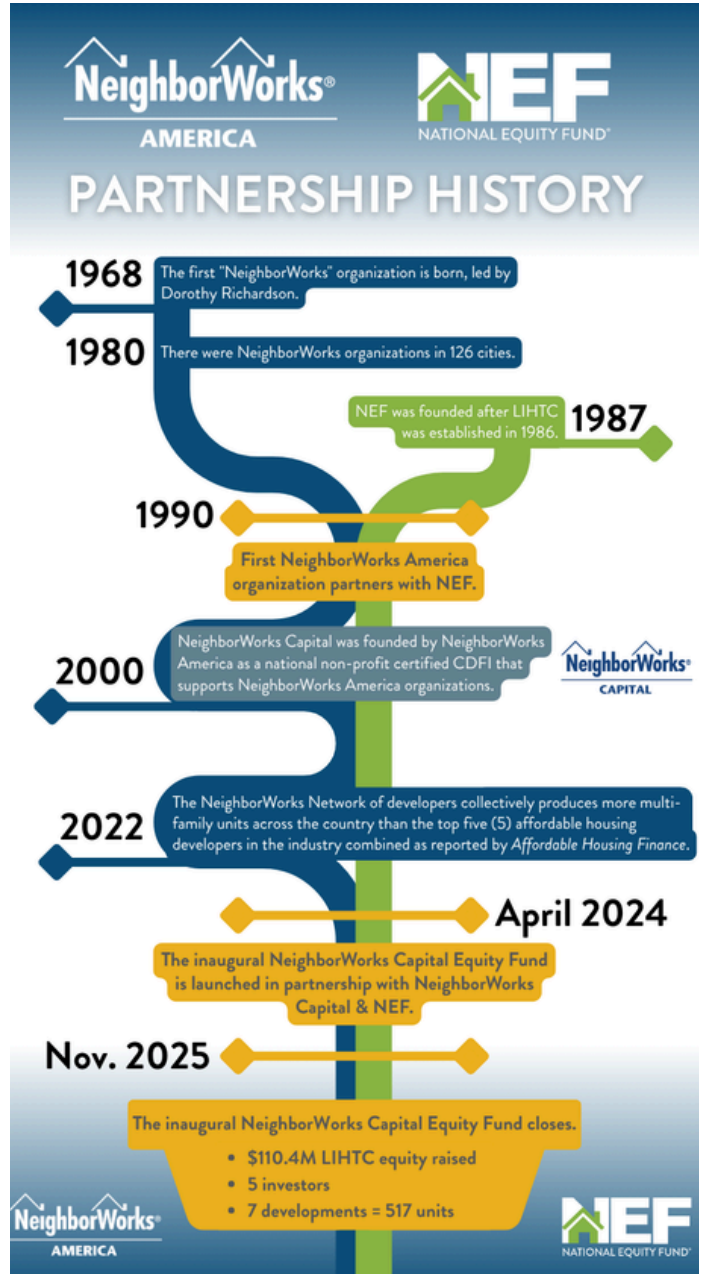 NeighborWorks®
AMERICA
NEF
NATIONAL EQUITY FUND®
PARTNERSHIP HISTORY
1968
The first "NeighborWorks" organization is born, led by
Dorothy Richardson.
1980
There were NeighborWorks organizations in 126 cities.
NEF was founded after LIHTC
was established in 1986.
1987
1990
First NeighborWorks America
organization partners with NEF.
2000
NeighborWorks Capital was founded by NeighborWorks
America as a national non-profit certified CDFI that
supports NeighborWorks America organizations.
NeighborWorks®
CAPITAL
2022
The NeighborWorks Network of developers collectively produces more multi-
family units across the country than the top five (5) affordable housing
developers in the industry combined as reported by Affordable Housing Finance.
April 2024
The inaugural NeighborWorks Capital Equity Fund
is launched in partnership with NeighborWorks
Capital & NEF.
Nov. 2025
The inaugural NeighborWorks Capital Equity Fund closes.
• $110.4M LIHTC equity raised
• 5 investors
• 7 developments = 517 units
NeighborWorks®
AMERICA
NEF
NATIONAL EQUITY FUND®